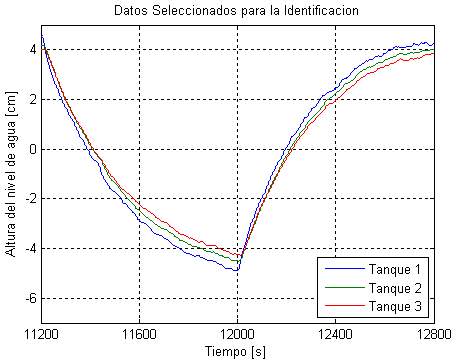 Datos Seleccionados para la Identificacion
Altura del nivel de agua [cm]
4
2
0
-2
-4
-6
Tanque 1
Tanque 2
Tanque 3
11200
11600
12000
12400
12800
Tiempo [s]